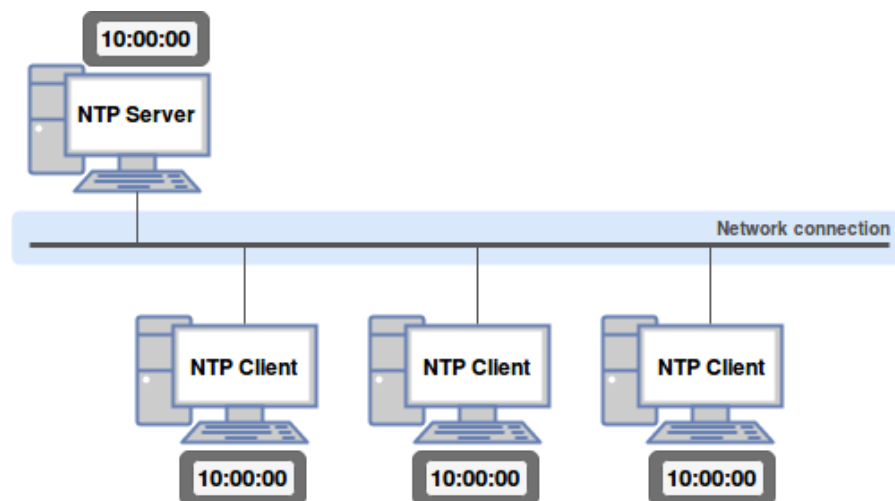 10:00:00
NTP Server
Network connection
NTP Client
NTP Client
NTP Client
10:00:00
10:00:00
10:00:00